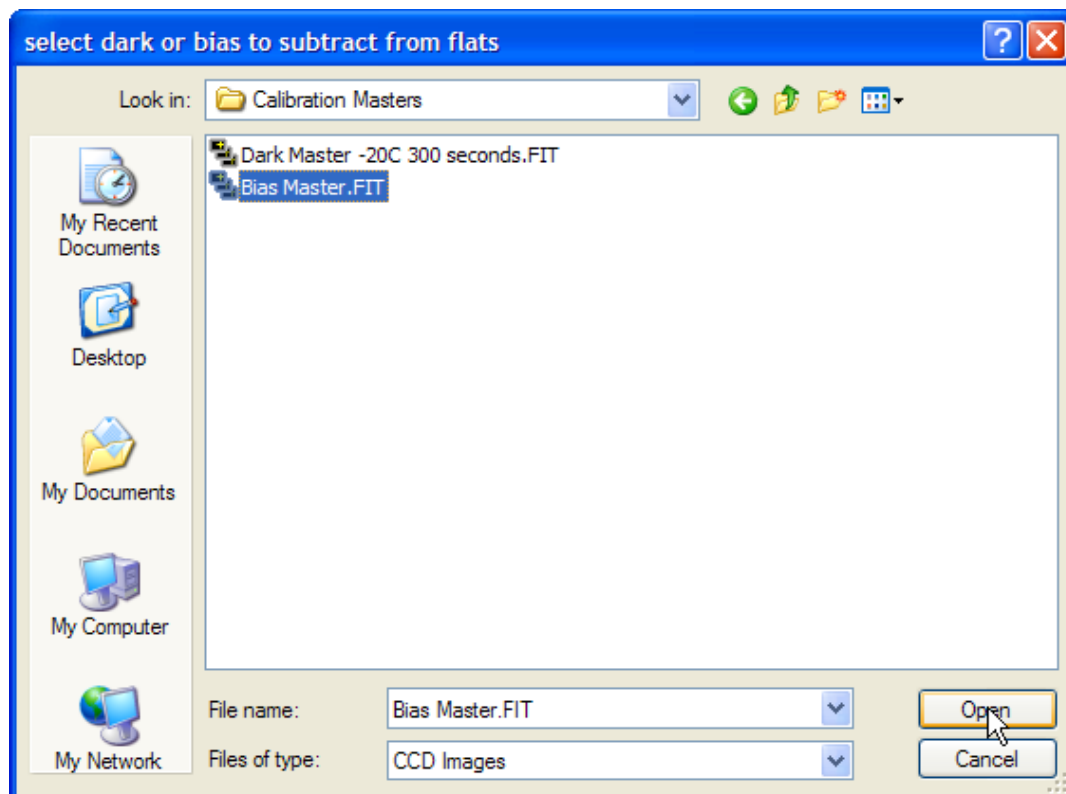 select dark or bias to subtract from flats
Look in:
Calibration Masters
Dark Master -20C 300 seconds.FIT
Bias Master.FIT
My Recent
Documents
Desktop
My Documents
My Computer
My Network
File name:
Bias Master.FIT
Open
Files of type:
CCD Images
Cancel